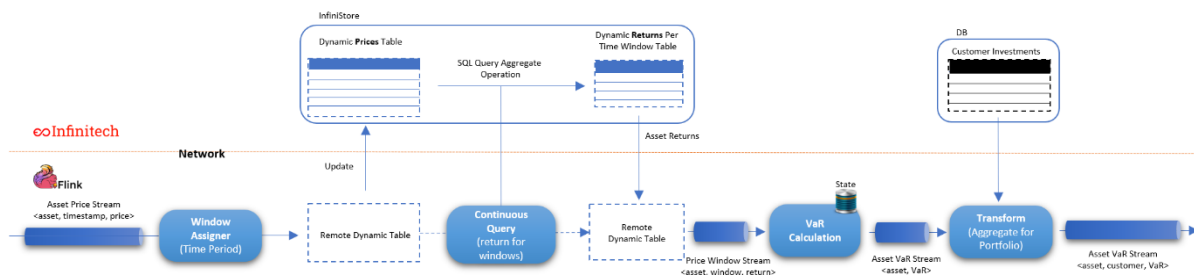 InfiniStore
Dynamic Prices Table
SQL Query Aggregate
Operation
Dynamic Returns Per
Time Window Table
DB
Customer Investments
Infinitech
Network
Update
Asset Returns
Flink
Asset Price Stream
<asset, timestamp, price>
Window
Assigner
(Time Period)
Remote Dynamic Table
Continuous
Query
(return for
windows)
Remote
Dynamic Table
Price Window Stream
<asset, window, return>
State
VaR
Calculation
Asset VaR Stream
<asset, VaR>
Transform
(Aggregate for
Portfolio)
Asset VaR Stream
<asset, customer, VaR>